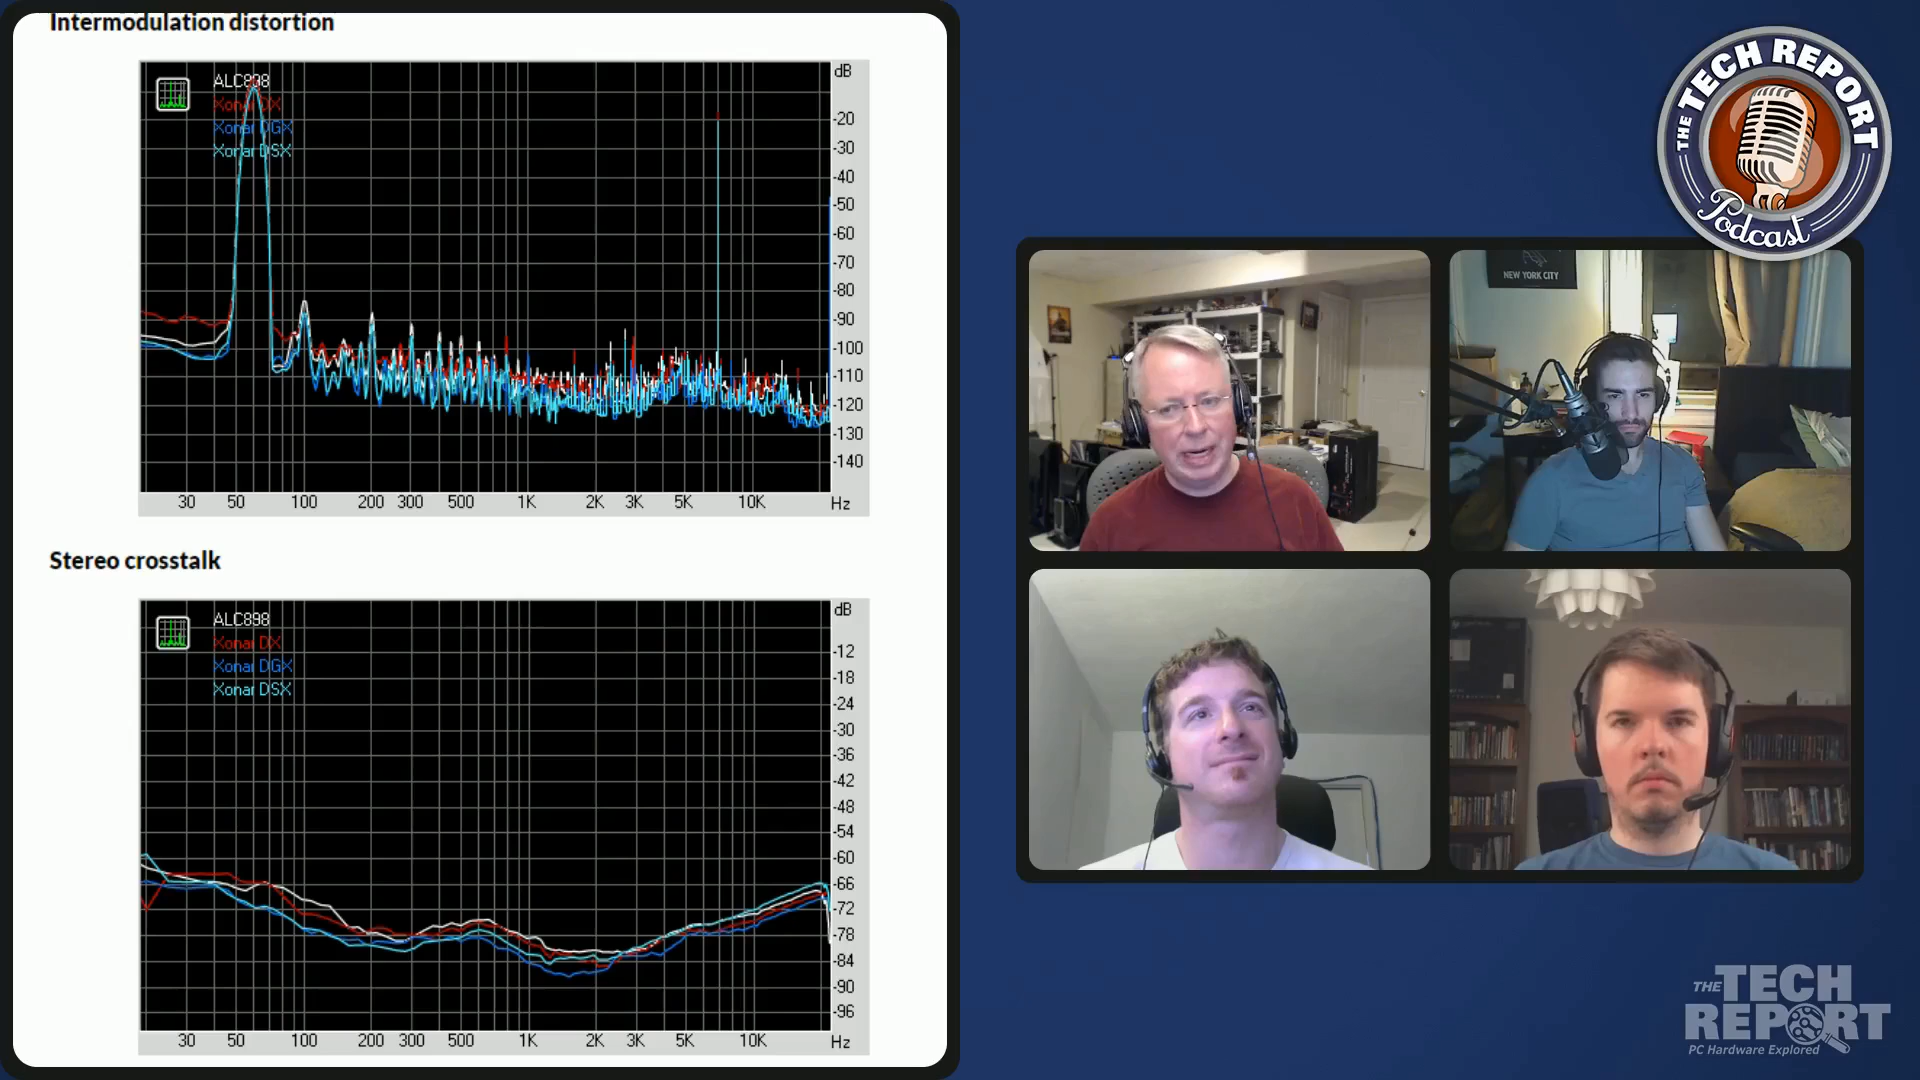 Intermodulation distortion
ALC898
Xonar DX
Xonar DGX
Xonar DSX
dB
-20
-30
-40
-50
-60
-70
-80
-90
-100
-110
-120
-130
-140
30 50 100 200 300 500 1K 2K 3K 5K 10K Hz
Stereo crosstalk
ALC898
Xonar DX
Xonar DGX
Xonar DSX
dB
-12
-18
-24
-30
-36
-42
-48
-54
-60
-66
-72
-78
-84
-90
-96
30 50 100 200 300 500 1K 2K 3K 5K 10K Hz
THE TECH REPORT
Podcast
NEW YORK CITY
THE TECH
REPORT
PC Hardware Explored